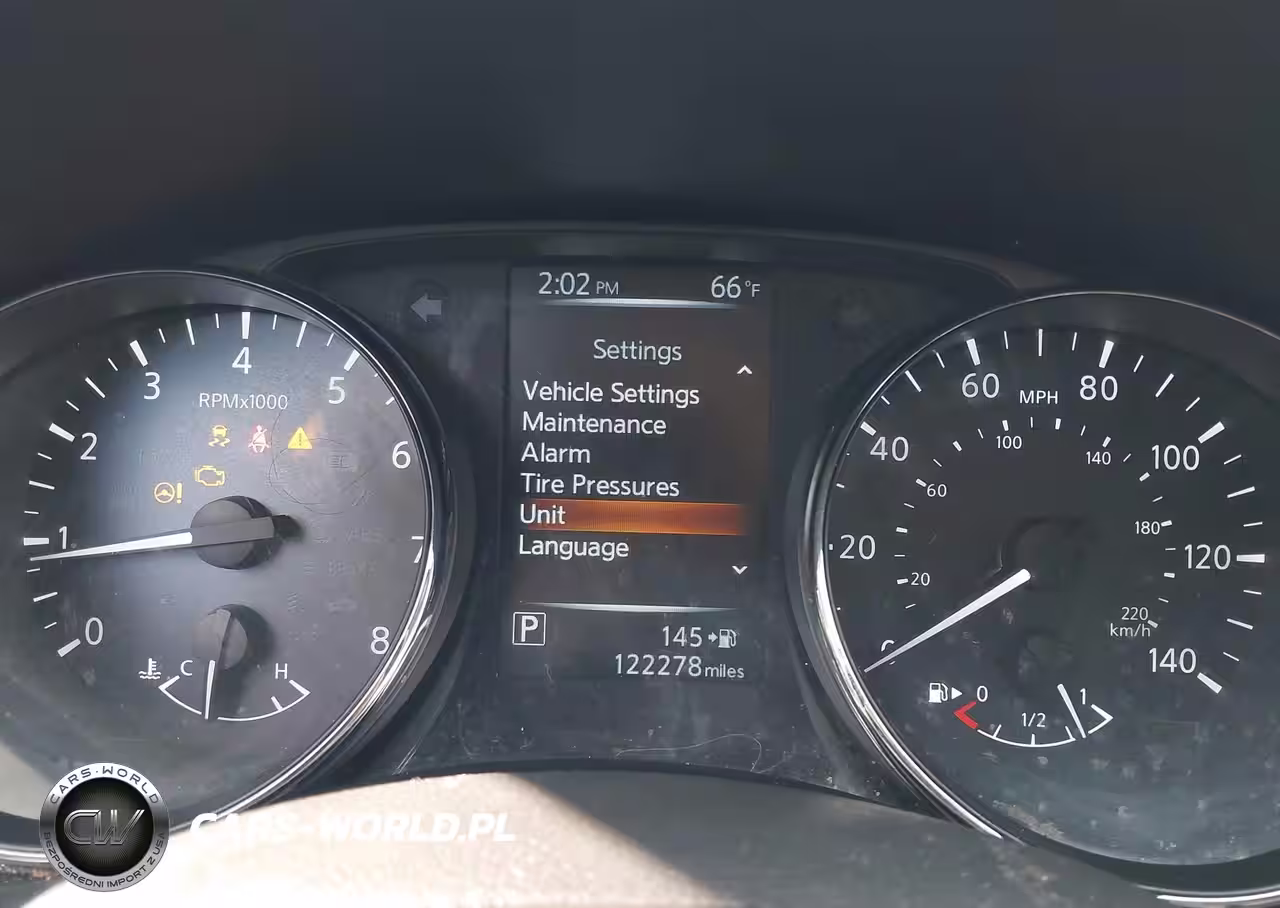 2:02 PM 66°F
Settings
Vehicle Settings
Maintenance
Alarm
Tire Pressures
Unit
Language
P
145
122278 miles
0
1
2
3
4
5
6
7
8
RPMx1000
C
H
0
20
40
60
80
100
120
140
MPH
20
60
100
140
180
220
km/h
0
1/2
1
CARS-WORLD
CW
BEZPOŚREDNI IMPORT Z USA
CARS-WORLD.PL